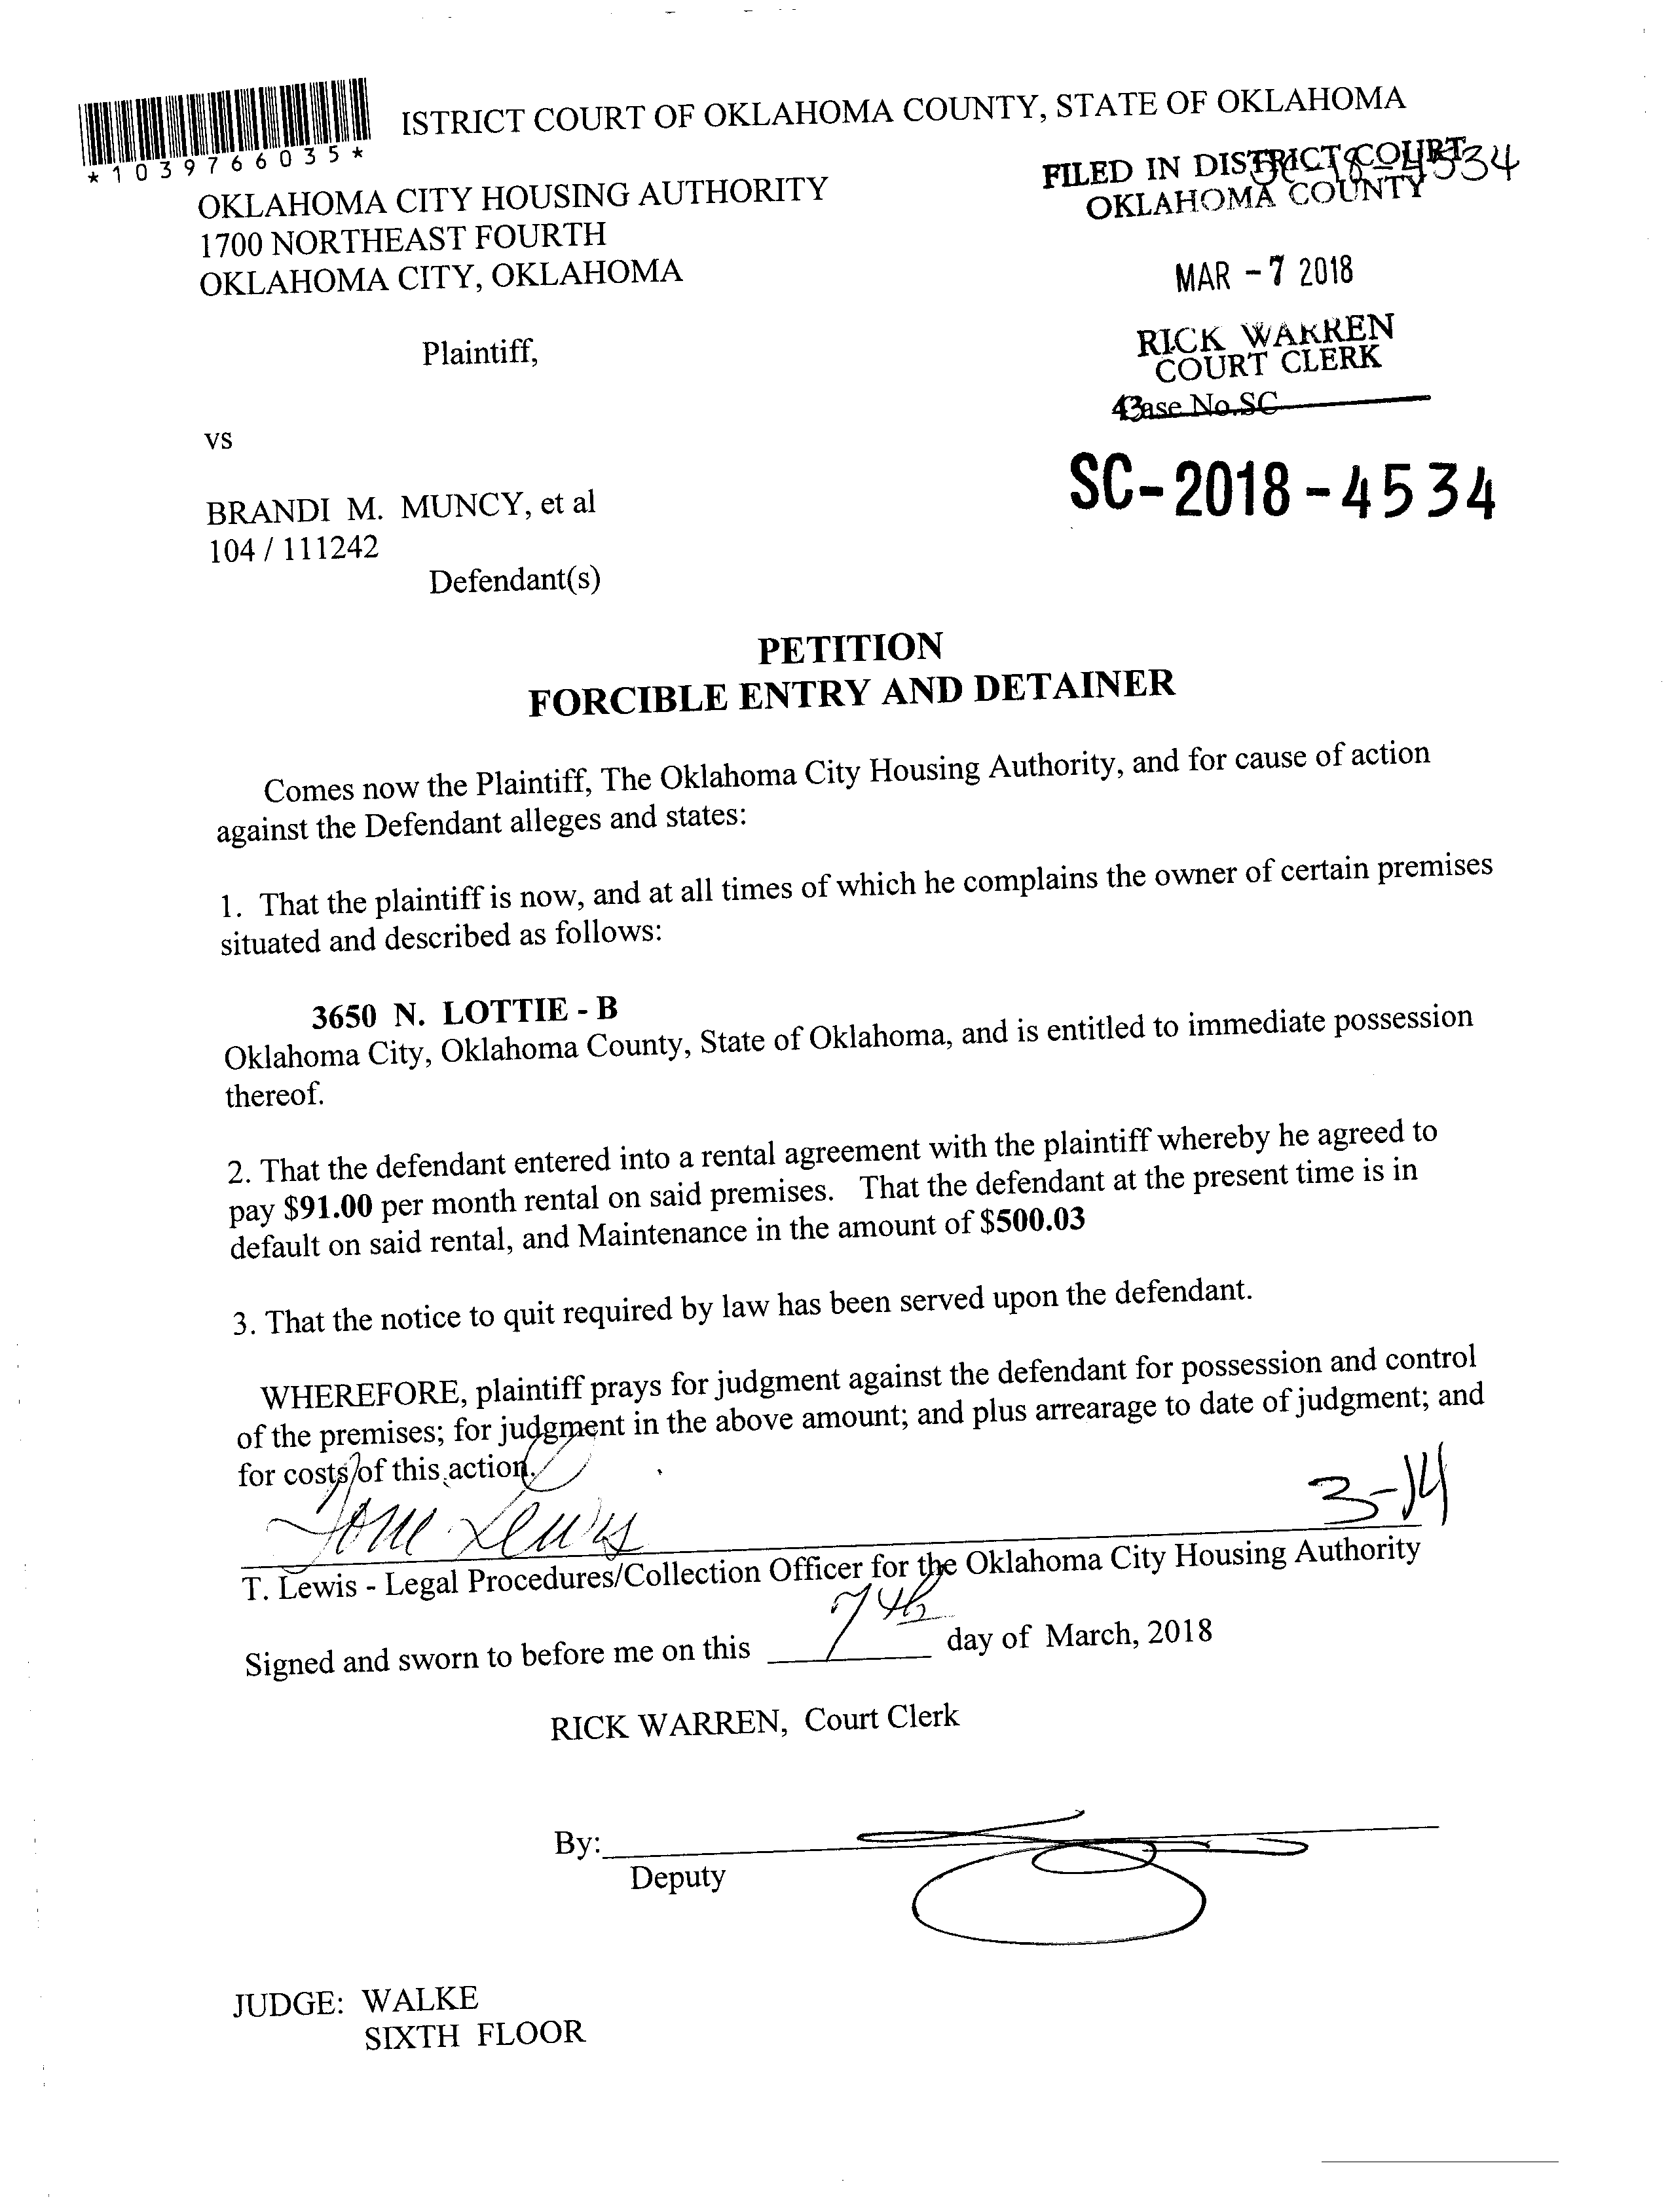 ISTRICT COURT OF OKLAHOMA COUNTY, STATE OF OKLAHOMA
*1039766035*
FILED IN DISTRICT COURT
OKLAHOMA COUNTY
OKLAHOMA CITY HOUSING AUTHORITY
1700 NORTHEAST FOURTH
OKLAHOMA CITY, OKLAHOMA
MAR -7 2018
RICK WARREN
COURT CLERK
Plaintiff,
43
Case No.SC
vs
SC-2018-4534
BRANDI M. MUNCY, et al
104 / 111242
Defendant(s)
PETITION
FORCIBLE ENTRY AND DETAINER
Comes now the Plaintiff, The Oklahoma City Housing Authority, and for cause of action
against the Defendant alleges and states:
1. That the plaintiff is now, and at all times of which he complains the owner of certain premises
situated and described as follows:
3650 N. LOTTIE - B
Oklahoma City, Oklahoma County, State of Oklahoma, and is entitled to immediate possession
thereof.
2. That the defendant entered into a rental agreement with the plaintiff whereby he agreed to
pay $91.00 per month rental on said premises. That the defendant at the present time is in
default on said rental, and Maintenance in the amount of $500.03
3. That the notice to quit required by law has been served upon the defendant.
WHEREFORE, plaintiff prays for judgment against the defendant for possession and control
of the premises; for judgment in the above amount; and plus arrearage to date of judgment; and
for costs of this action.
Lewis 3-14
T. Lewis - Legal Procedures/Collection Officer for the Oklahoma City Housing Authority
Signed and sworn to before me on this 7th day of March, 2018
RICK WARREN, Court Clerk
By:
Deputy
JUDGE: WALKE
SIXTH FLOOR